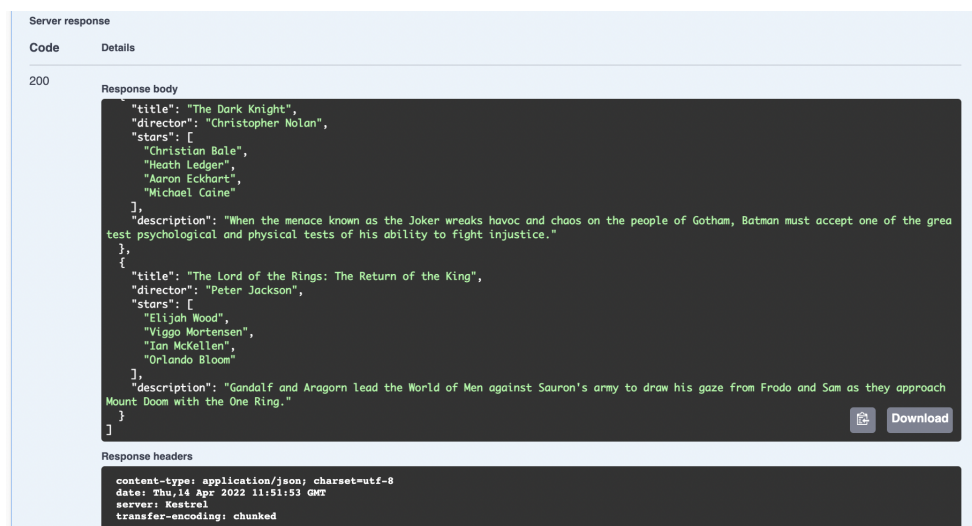 Server response
Code Details
200
Response body
{
"title": "The Dark Knight",
"director": "Christopher Nolan",
"stars": [
"Christian Bale",
"Heath Ledger",
"Aaron Eckhart",
"Michael Caine"
],
"description": "When the menace known as the Joker wreaks havoc and chaos on the people of Gotham, Batman must accept one of the grea
test psychological and physical tests of his ability to fight injustice."
},
{
"title": "The Lord of the Rings: The Return of the King",
"director": "Peter Jackson",
"stars": [
"Elijah Wood",
"Viggo Mortensen",
"Ian McKellen",
"Orlando Bloom"
],
"description": "Gandalf and Aragorn lead the World of Men against Sauron's army to draw his gaze from Frodo and Sam as they approach
Mount Doom with the One Ring."
}
]
Download
Response headers
content-type: application/json; charset=utf-8
date: Thu,14 Apr 2022 11:51:53 GMT
server: Kestrel
transfer-encoding: chunked